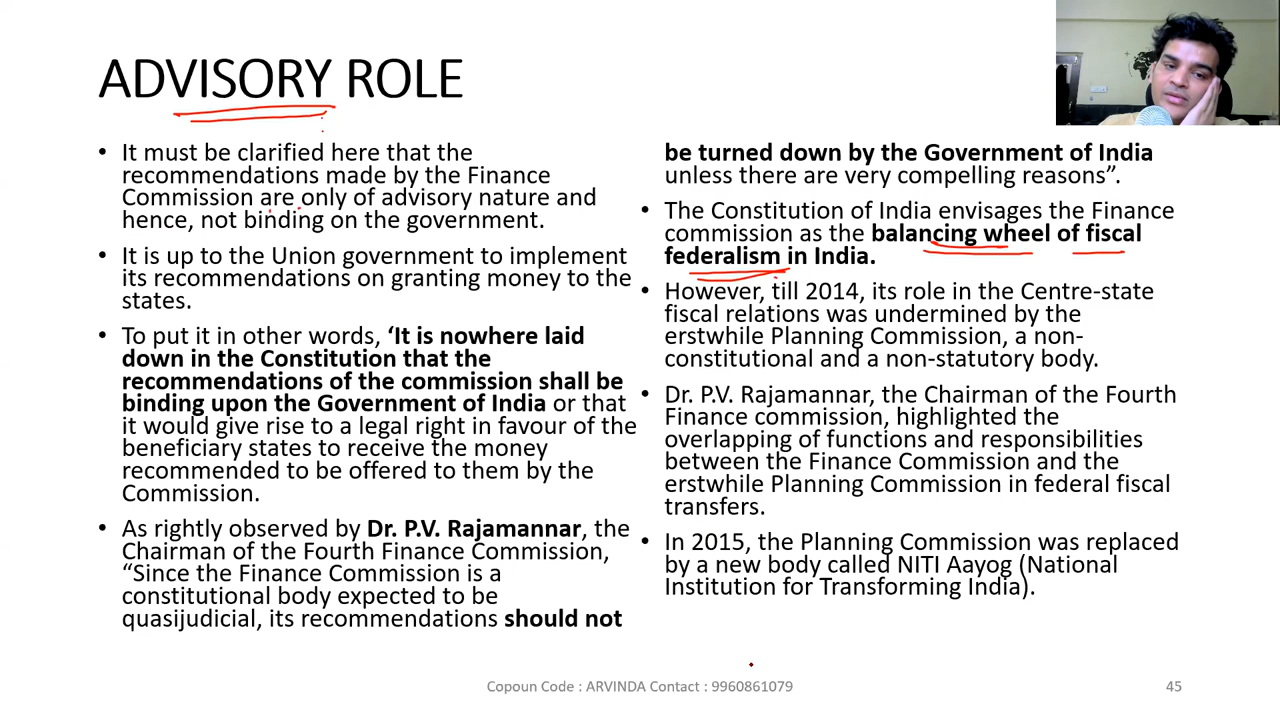 ADVISORY ROLE
• It must be clarified here that the
recommendations made by the Finance
Commission are only of advisory nature and
hence, not binding on the government.
• It is up to the Union government to implement
its recommendations on granting money to the
states.
• To put it in other words, ‘It is nowhere laid
down in the Constitution that the
recommendations of the commission shall be
binding upon the Government of India or that
it would give rise to a legal right in favour of the
beneficiary states to receive the money
recommended to be offered to them by the
Commission.
• As rightly observed by Dr. P.V. Rajamannar, the
Chairman of the Fourth Finance Commission,
“Since the Finance Commission is a
constitutional body expected to be
quasijudicial, its recommendations should not
be turned down by the Government of India
unless there are very compelling reasons”.
• The Constitution of India envisages the Finance
commission as the balancing wheel of fiscal
federalism in India.
• However, till 2014, its role in the Centre-state
fiscal relations was undermined by the
erstwhile Planning Commission, a non-
constitutional and a non-statutory body.
• Dr. P.V. Rajamannar, the Chairman of the Fourth
Finance commission, highlighted the
overlapping of functions and responsibilities
between the Finance Commission and the
erstwhile Planning Commission in federal fiscal
transfers.
• In 2015, the Planning Commission was replaced
by a new body called NITI Aayog (National
Institution for Transforming India).
Copoun Code : ARVINDA Contact : 9960861079
45